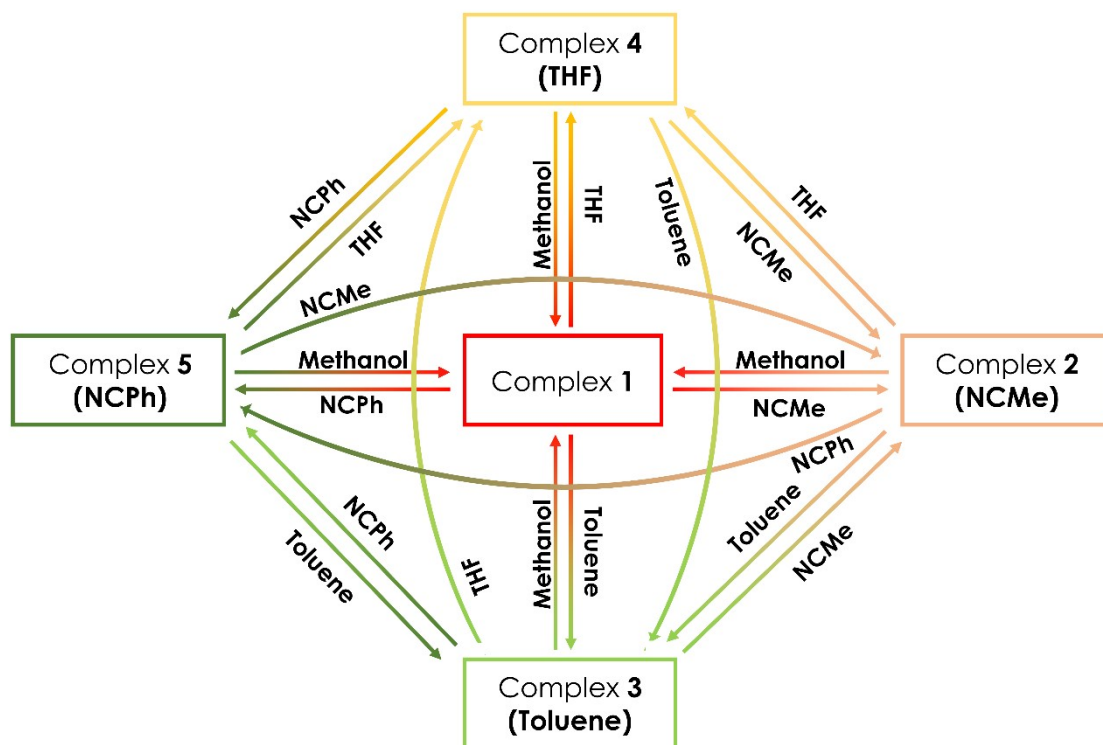 Complex 4
(THF)
NCPh
THF
Methanol
THF
Toluene
THF
NCMe
NCMe
Complex 5
(NCPh)
Methanol
NCPh
Complex 1
Methanol
NCMe
Complex 2
(NCMe)
NCPh
Toluene
NCPh
THF
Methanol
Toluene
Toluene
NCMe
Complex 3
(Toluene)